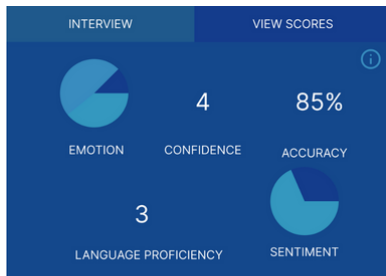 INTERVIEW
VIEW SCORES
4
85%
EMOTION
CONFIDENCE
ACCURACY
3
LANGUAGE PROFICIENCY
SENTIMENT